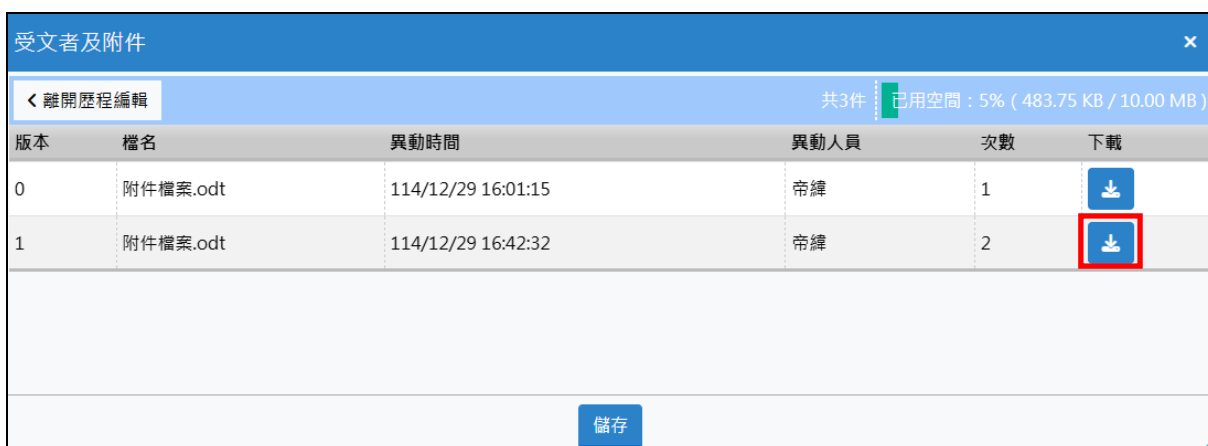 受文者及附件 ×
離開歷程編輯 共3件 已用空間：5% ( 483.75 KB / 10.00 MB )
版本 檔名 異動時間 異動人員 次數 下載
0 附件檔案.odt 114/12/29 16:01:15 帝緯 1
1 附件檔案.odt 114/12/29 16:42:32 帝緯 2
儲存